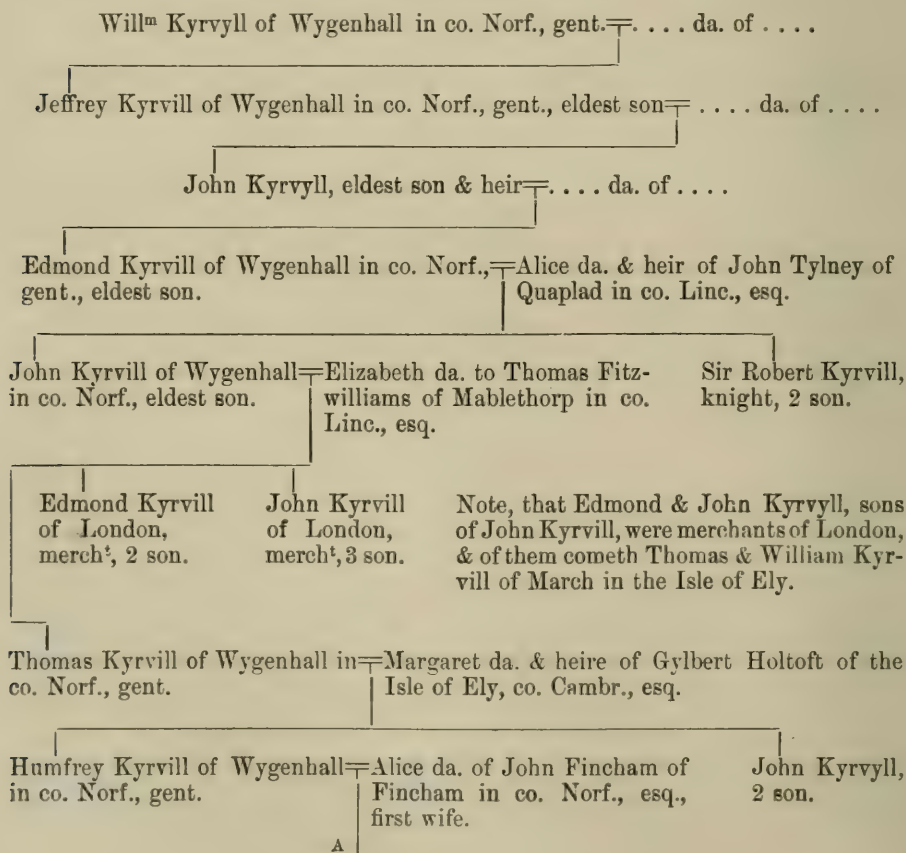 Will^m Kyrvyll of Wygenhall in co. Norf., gent. . . . . da. of . . . .
Jeffrey Kyrvill of Wygenhall in co. Norf., gent., eldest son . . . . da. of . . . .
John Kyrvyll, eldest son & heir . . . . da. of . . . .
Edmond Kyrvill of Wygenhall in co. Norf.,
gent., eldest son.
Alice da. & heir of John Tylney of
Quaplad in co. Linc., esq.
John Kyrvill of Wygenhall
in co. Norf., eldest son.
Elizabeth da. to Thomas Fitz-
williams of Mablethorp in co.
Linc., esq.
Sir Robert Kyrvill,
knight, 2 son.
Edmond Kyrvill
of London,
merch^t, 2 son.
John Kyrvill
of London,
merch^t, 3 son.
Note, that Edmond & John Kyrvyll, sons
of John Kyrvill, were merchants of London,
& of them cometh Thomas & William Kyr-
vill of March in the Isle of Ely.
Thomas Kyrvill of Wygenhall in
co. Norf., gent.
Margaret da. & heire of Gylbert Holtoft of the
Isle of Ely, co. Cambr., esq.
Humfrey Kyrvill of Wygenhall
in co. Norf., gent.
Alice da. of John Fincham of
Fincham in co. Norf., esq.,
first wife.
John Kyrvyll,
2 son.
A